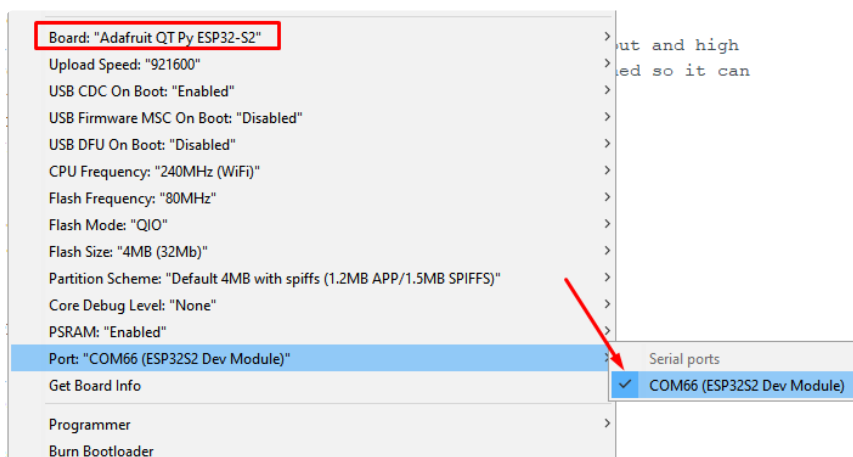 Board: "Adafruit QT Py ESP32-S2"
out and high
Upload Speed: "921600"
ned so it can
USB CDC On Boot: "Enabled"
USB Firmware MSC On Boot: "Disabled"
USB DFU On Boot: "Disabled"
CPU Frequency: "240MHz (WiFi)"
Flash Frequency: "80MHz"
Flash Mode: "QIO"
Flash Size: "4MB (32Mb)"
Partition Scheme: "Default 4MB with spiffs (1.2MB APP/1.5MB SPIFFS)"
Core Debug Level: "None"
PSRAM: "Enabled"
Port: "COM66 (ESP32S2 Dev Module)"
Serial ports
Get Board Info
COM66 (ESP32S2 Dev Module)
Programmer
Burn Bootloader